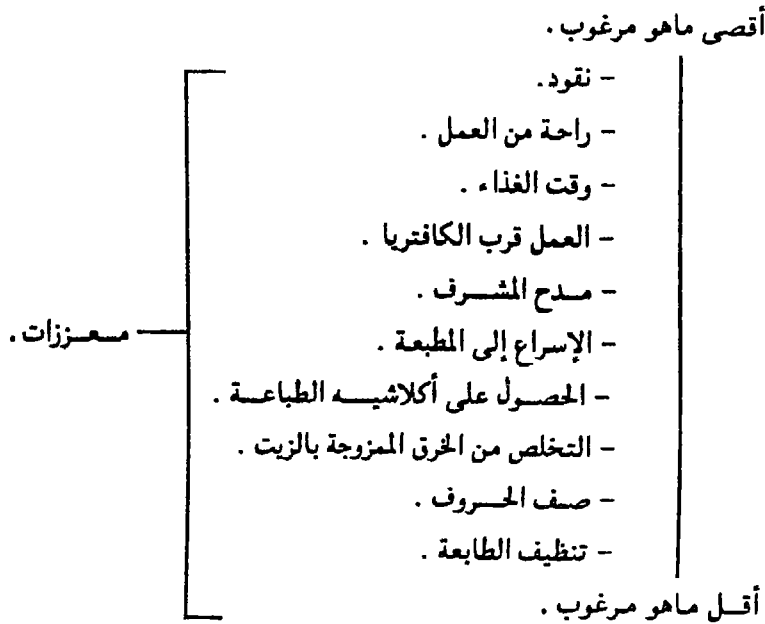 أقصى ماهو مرغوب .
– نقود.
– راحة من العمل .
– وقت الغذاء .
– العمل قرب الكافتريا .
– مدح المشرف .
– الإسراع إلى المطبعة .
معززات .
– الحصول على أكلاشيه الطباعة .
– التخلص من الخرق الممزوجة بالزيت .
– صف الحروف .
– تنظيف الطابعة .
أقل ماهو مرغوب .